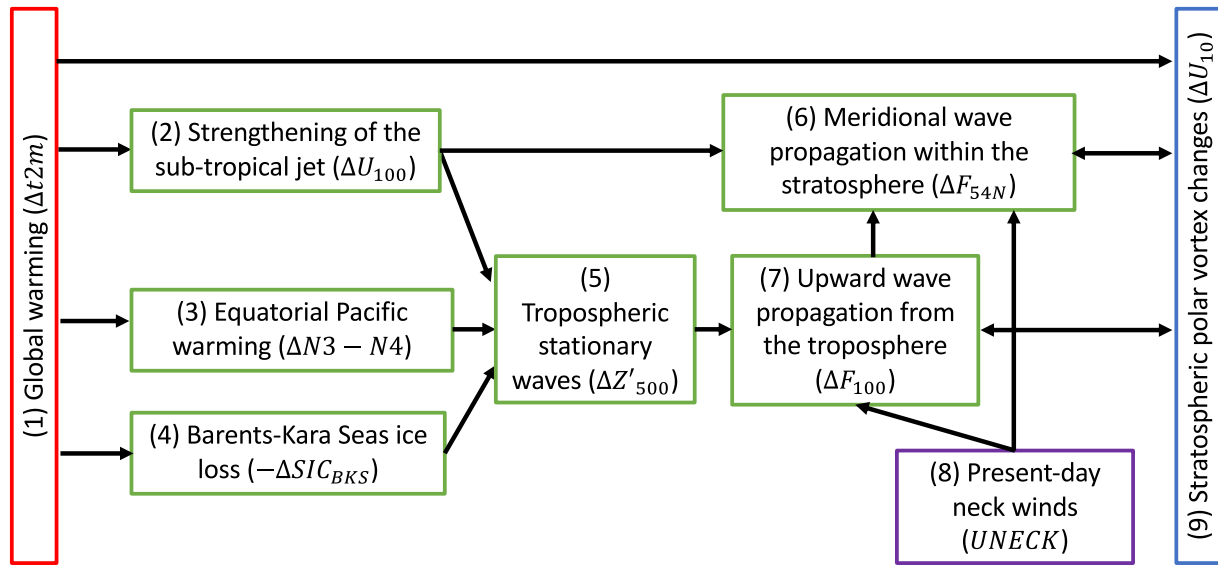 (1) Global warming (Δt2m)
(2) Strengthening of the
sub-tropical jet (ΔU₁₀₀)
(3) Equatorial Pacific
warming (ΔN3 − N4)
(4) Barents-Kara Seas ice
loss (−ΔSIC_BKS)
(5)
Tropospheric
stationary
waves (ΔZ′₅₀₀)
(6) Meridional wave
propagation within the
stratosphere (ΔF₅₄N)
(7) Upward wave
propagation from
the troposphere
(ΔF₁₀₀)
(8) Present-day
neck winds
(UNECK)
(9) Stratospheric polar vortex changes (ΔU₁₀)